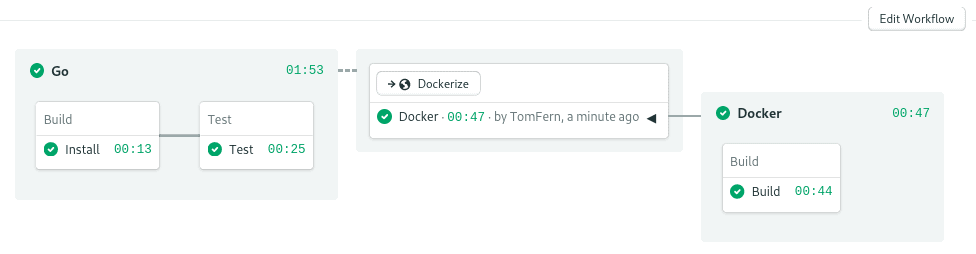 Edit Workflow
Go 01:53
Build
Install 00:13
Test
Test 00:25
Dockerize
Docker · 00:47 · by TomFern, a minute ago
Docker 00:47
Build
Build 00:44